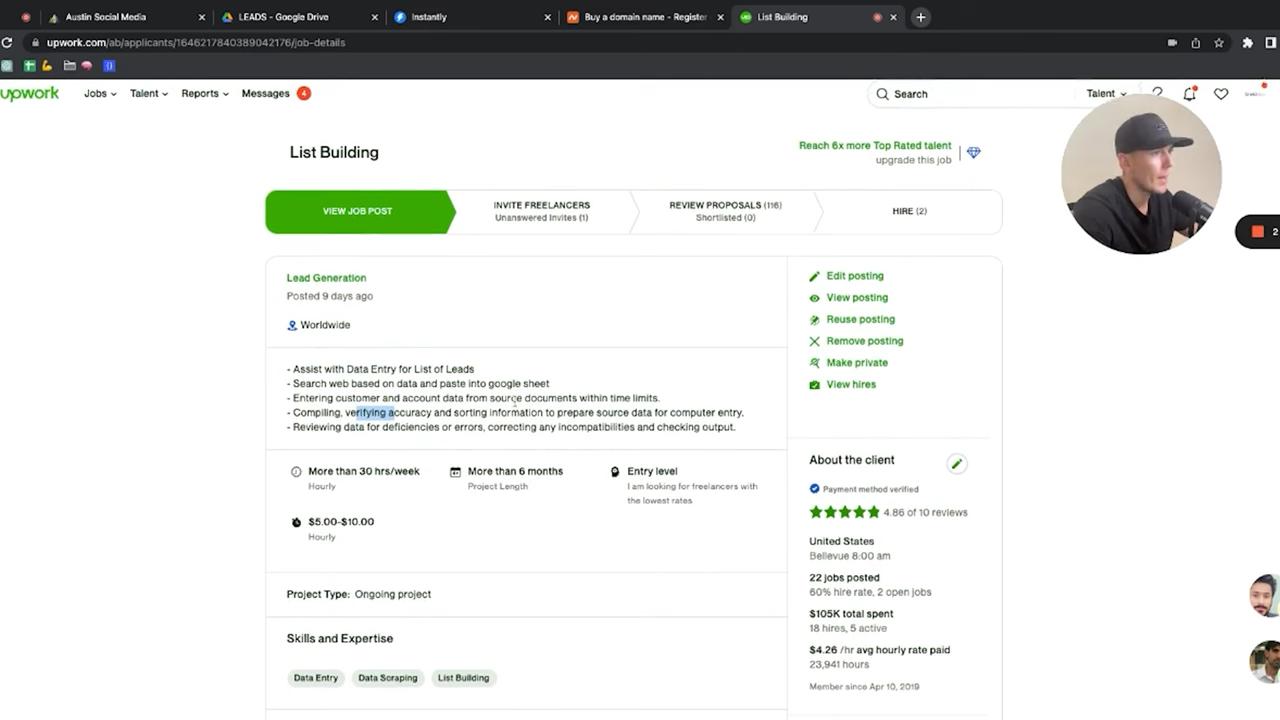 Austin Social Media
LEADS - Google Drive
Instantly
Buy a domain name - Register
List Building
upwork.com/ab/applicants/1646217840389042176/job-details
upwork
Jobs
Talent
Reports
Messages
4
Search
Talent
List Building
Reach 6x more Top Rated talent
upgrade this job
VIEW JOB POST
INVITE FREELANCERS
Unanswered Invites (1)
REVIEW PROPOSALS (116)
Shortlisted (0)
HIRE (2)
2
Lead Generation
Posted 9 days ago
Worldwide
- Assist with Data Entry for List of Leads
- Search web based on data and paste into google sheet
- Entering customer and account data from source documents within time limits.
- Compiling, verifying accuracy and sorting information to prepare source data for computer entry.
- Reviewing data for deficiencies or errors, correcting any incompatibilities and checking output.
More than 30 hrs/week
Hourly
More than 6 months
Project Length
Entry level
I am looking for freelancers with
the lowest rates
$5.00-$10.00
Hourly
Project Type: Ongoing project
Skills and Expertise
Data Entry
Data Scraping
List Building
Edit posting
View posting
Reuse posting
Remove posting
Make private
View hires
About the client
Payment method verified
4.86 of 10 reviews
United States
Bellevue 8:00 am
22 jobs posted
60% hire rate, 2 open jobs
$105K total spent
18 hires, 5 active
$4.26 /hr avg hourly rate paid
23,941 hours
Member since Apr 10, 2019